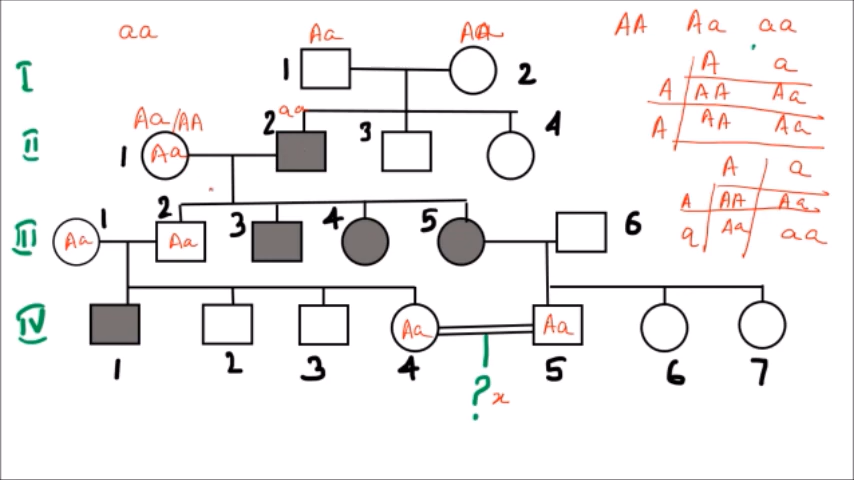 aa Aa AA AA Aa aa
I 1 2
A a
A AA Aa
A AA Aa
Aa/AA 2 aa 3 4
II 1 Aa
A a
A AA Aa
a Aa aa
III 1 Aa 2 Aa 3 4 5 6
IV Aa Aa
1 2 3 4 5 6 7
? x